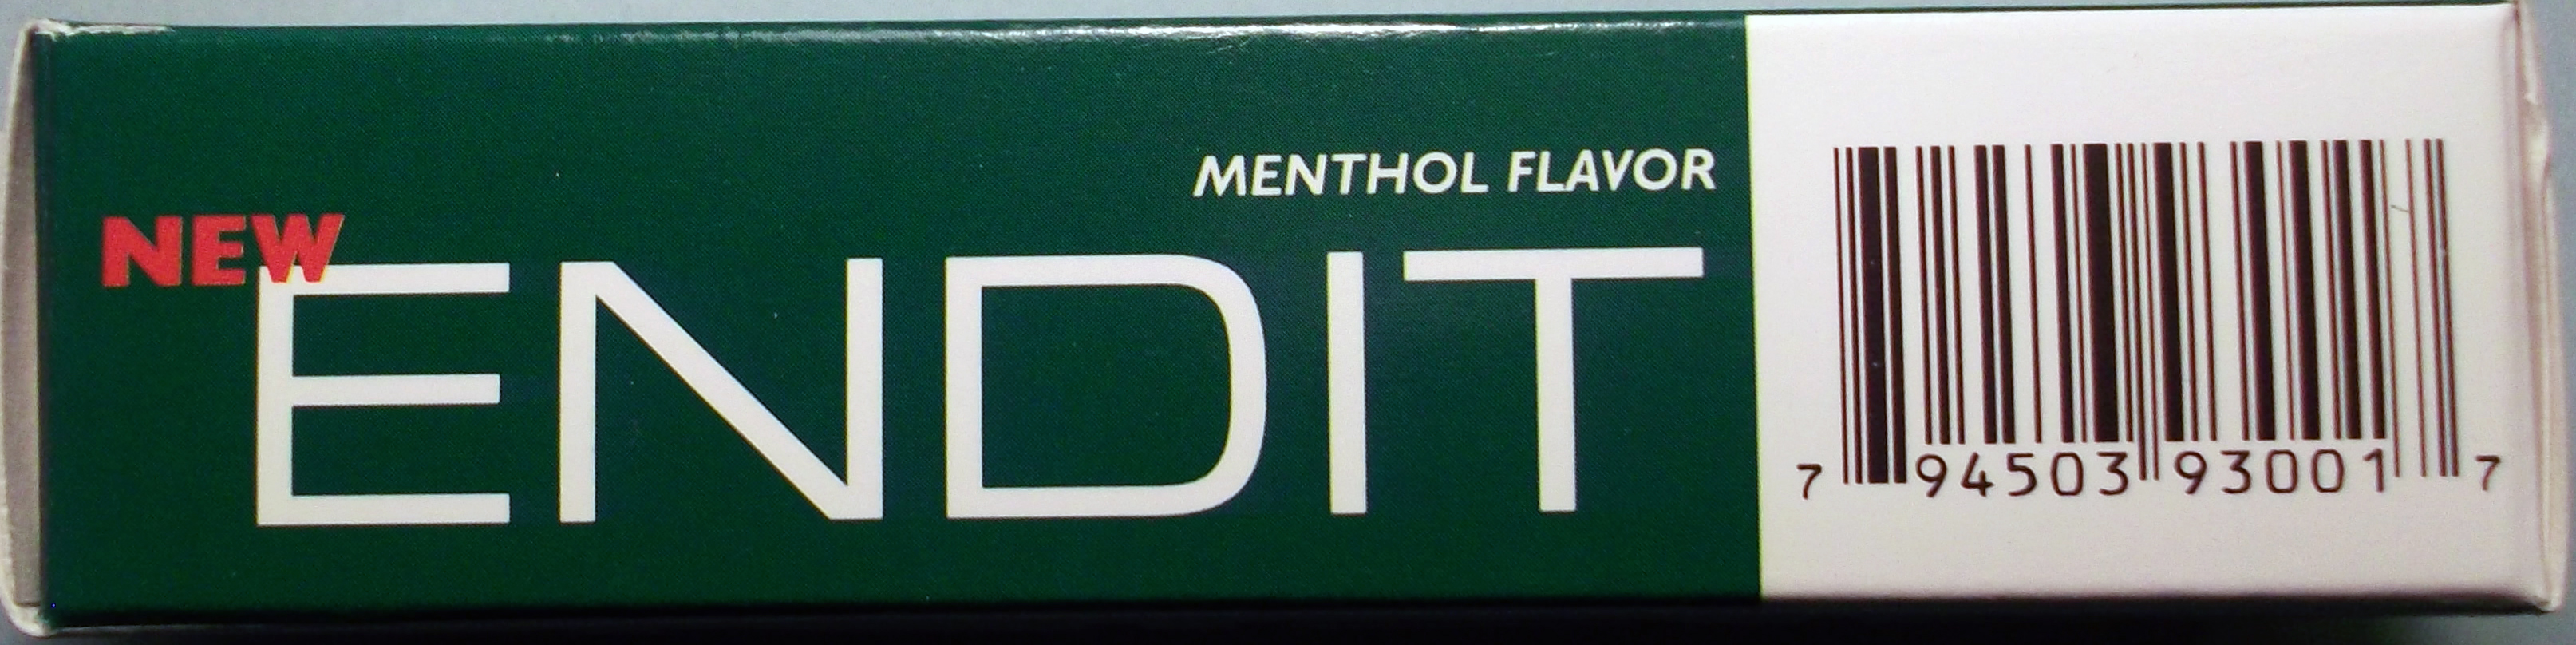 MENTHOL FLAVOR
NEW
ENDIT
7 94503 93001 7